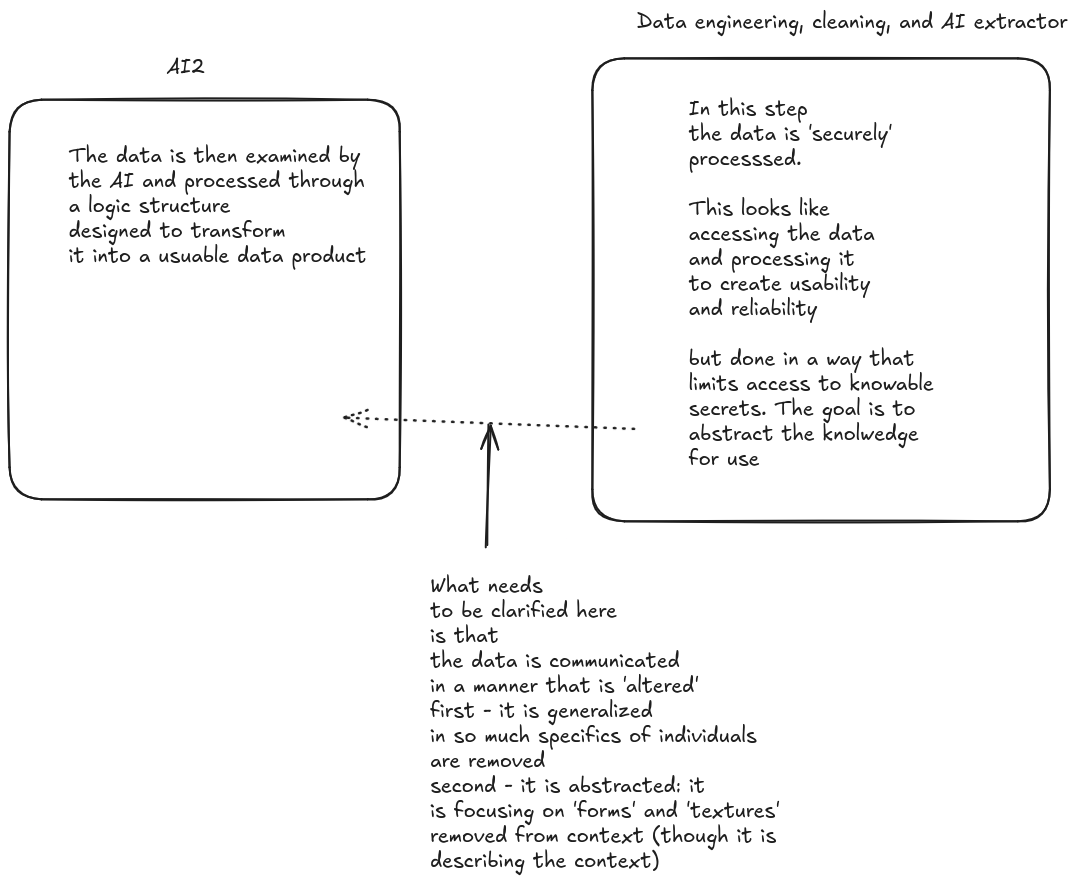 Data engineering, cleaning, and AI extractor
AI2
The data is then examined by
the AI and processed through
a logic structure
designed to transform
it into a usuable data product
In this step
the data is 'securely'
processsed.
This looks like
accessing the data
and processing it
to create usability
and reliability
but done in a way that
limits access to knowable
secrets. The goal is to
abstract the knolwedge
for use
What needs
to be clarified here
is that
the data is communicated
in a manner that is 'altered'
first - it is generalized
in so much specifics of individuals
are removed
second - it is abstracted: it
is focusing on 'forms' and 'textures'
removed from context (though it is
describing the context)